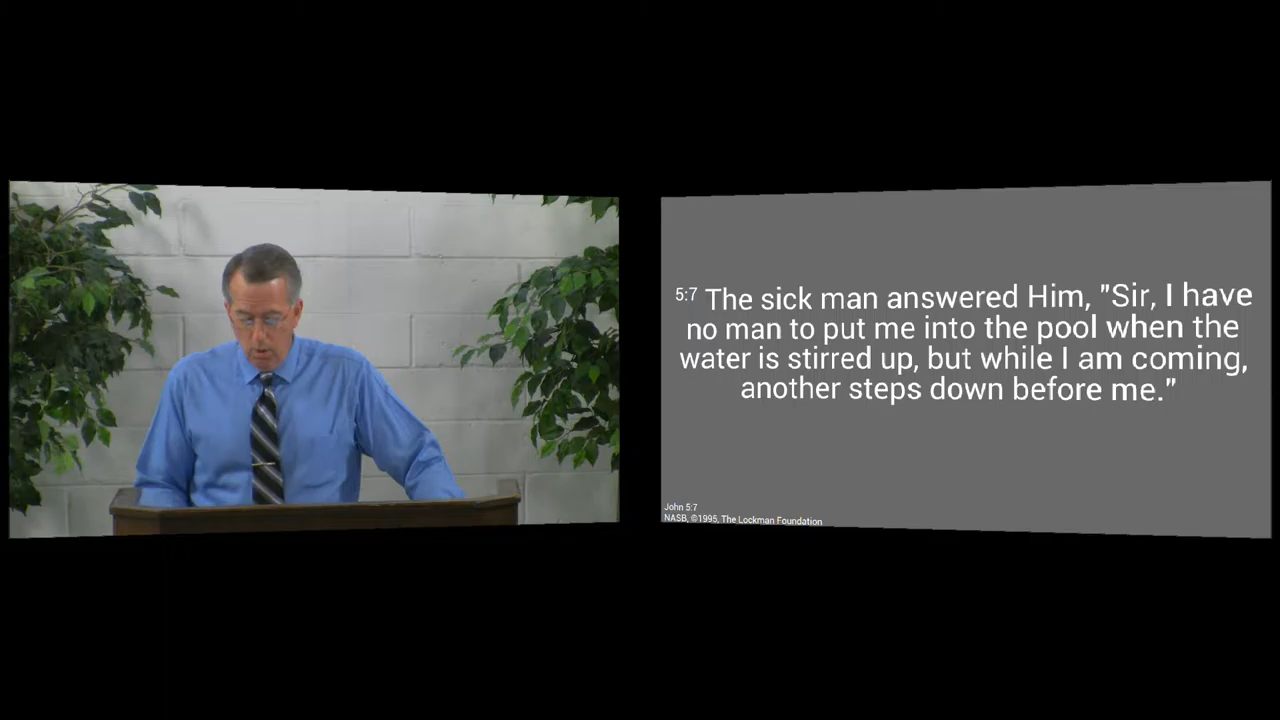 5:7 The sick man answered Him, "Sir, I have
no man to put me into the pool when the
water is stirred up, but while I am coming,
another steps down before me."
John 5:7
NASB, ©1995, The Lockman Foundation